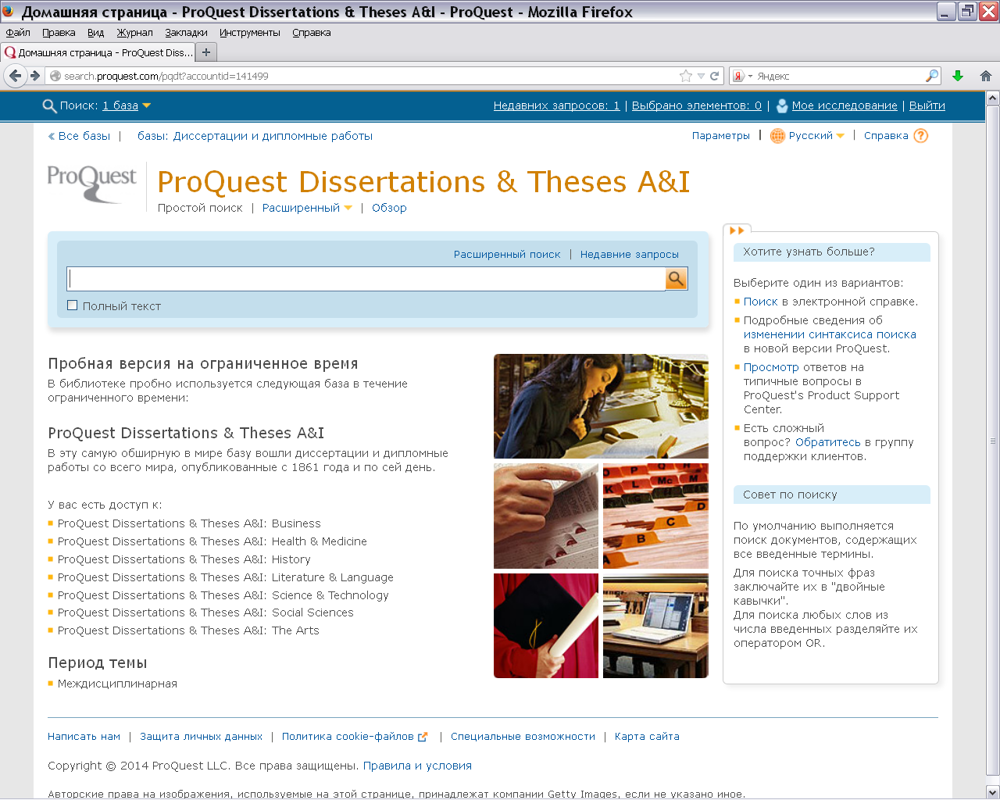 Домашняя страница - ProQuest Dissertations & Theses A&I - ProQuest - Mozilla Firefox
Файл Правка Вид Журнал Закладки Инструменты Справка
Домашняя страница - ProQuest Diss...
search.proquest.com/pqdt?accountid=141499
Я Яндекс
Поиск: 1 база
Недавних запросов: 1 | Выбрано элементов: 0 | Мое исследование | Выйти
Все базы | базы: Диссертации и дипломные работы
Параметры | Русский | Справка ?
ProQuest
ProQuest Dissertations & Theses A&I
Простой поиск | Расширенный | Обзор
Расширенный поиск | Недавние запросы
Полный текст
Пробная версия на ограниченное время
В библиотеке пробно используется следующая база в течение
ограниченного времени:
ProQuest Dissertations & Theses A&I
В эту самую обширную в мире базу вошли диссертации и дипломные
работы со всего мира, опубликованные с 1861 года и по сей день.
У вас есть доступ к:
ProQuest Dissertations & Theses A&I: Business
ProQuest Dissertations & Theses A&I: Health & Medicine
ProQuest Dissertations & Theses A&I: History
ProQuest Dissertations & Theses A&I: Literature & Language
ProQuest Dissertations & Theses A&I: Science & Technology
ProQuest Dissertations & Theses A&I: Social Sciences
ProQuest Dissertations & Theses A&I: The Arts
Период темы
Междисциплинарная
Хотите узнать больше?
Выберите один из вариантов:
Поиск в электронной справке.
Подробные сведения об
изменении синтаксиса поиска
в новой версии ProQuest.
Просмотр ответов на
типичные вопросы в
ProQuest's Product Support
Center.
Есть сложный
вопрос? Обратитесь в группу
поддержки клиентов.
Совет по поиску
По умолчанию выполняется
поиск документов, содержащих
все введенные термины.
Для поиска точных фраз
заключайте их в "двойные
кавычки".
Для поиска любых слов из
числа введенных разделяйте их
оператором OR.
Написать нам | Защита личных данных | Политика cookie-файлов | Специальные возможности | Карта сайта
Copyright © 2014 ProQuest LLC. Все права защищены. Правила и условия
Авторские права на изображения, используемые на этой странице, принадлежат компании Getty Images, если не указано иное.